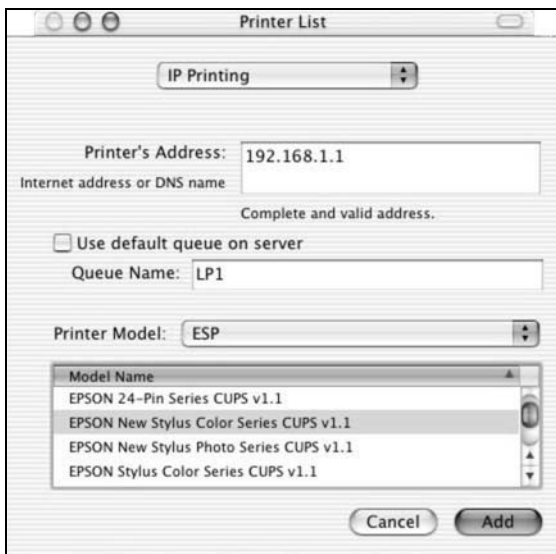 Printer List
IP Printing
Printer's Address: 192.168.1.1
Internet address or DNS name
Complete and valid address.
Use default queue on server
Queue Name: LP1
Printer Model: ESP
Model Name
EPSON 24-Pin Series CUPS v1.1
EPSON New Stylus Color Series CUPS v1.1
EPSON New Stylus Photo Series CUPS v1.1
EPSON Stylus Color Series CUPS v1.1
Cancel Add